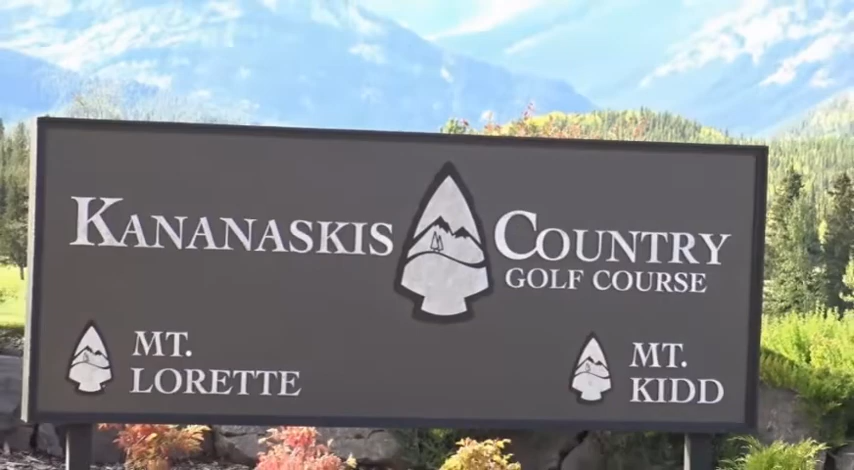 KANANASKIS COUNTRY
GOLF COURSE
MT.
LORETTE
MT.
KIDD